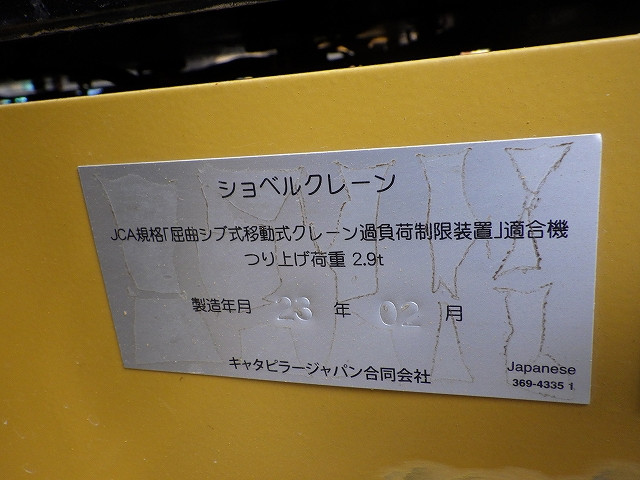 ショベルクレーン
JCA規格「屈曲ジブ式移動式クレーン過負荷制限装置」適合機
つり上げ荷重 2.9t
製造年月 23 年 02 月
キャタピラージャパン合同会社
Japanese
369-4335 1